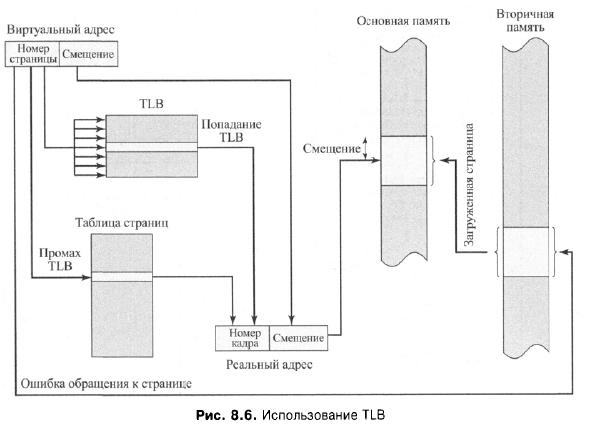 Виртуальный адрес
Номер
страницы
Смещение
TLB
Попадание
TLB
Основная память
Вторичная
память
Смещение
Загруженная страница
Таблица страниц
Промах
TLB
Номер
кадра
Смещение
Реальный адрес
Ошибка обращения к странице
Рис. 8.6. Использование TLB